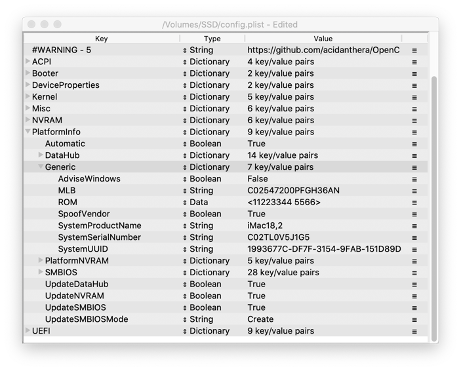 /Volumes/SSD/config.plist - Edited
Key Type Value
#WARNING - 5 String https://github.com/acidanthera/OpenC
ACPI Dictionary 4 key/value pairs
Booter Dictionary 2 key/value pairs
DeviceProperties Dictionary 2 key/value pairs
Kernel Dictionary 5 key/value pairs
Misc Dictionary 6 key/value pairs
NVRAM Dictionary 6 key/value pairs
PlatformInfo Dictionary 9 key/value pairs
Automatic Boolean True
DataHub Dictionary 14 key/value pairs
Generic Dictionary 7 key/value pairs
AdviseWindows Boolean False
MLB String C02547200PFGH36AN
ROM Data <11223344 5566>
SpoofVendor Boolean True
SystemProductName String iMac18,2
SystemSerialNumber String C02TL0V5J1G5
SystemUUID String 1993677C-DF7F-3154-9FAB-151D89D
PlatformNVRAM Dictionary 5 key/value pairs
SMBIOS Dictionary 28 key/value pairs
UpdateDataHub Boolean True
UpdateNVRAM Boolean True
UpdateSMBIOS Boolean True
UpdateSMBIOSMode String Create
UEFI Dictionary 9 key/value pairs